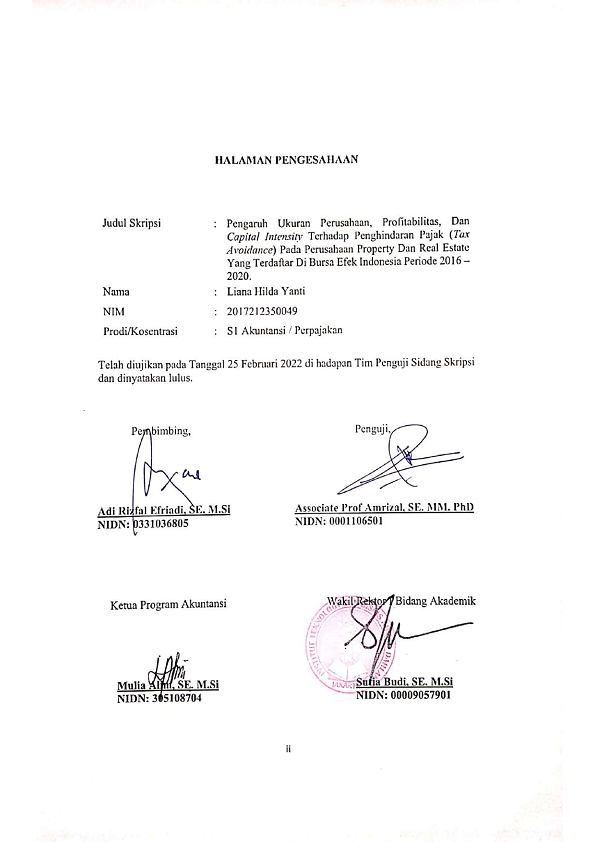 HALAMAN PENGESAHAAN
Judul Skripsi : Pengaruh Ukuran Perusahaan, Profitabilitas, Dan
Capital Intensity Terhadap Penghindaran Pajak (Tax
Avoidance) Pada Perusahaan Property Dan Real Estate
Yang Terdaftar Di Bursa Efek Indonesia Periode 2016 –
2020.
Nama : Liana Hilda Yanti
NIM : 2017212350049
Prodi/Kosentrasi : S1 Akuntansi / Perpajakan
Telah diujikan pada Tanggal 25 Februari 2022 di hadapan Tim Penguji Sidang Skripsi
dan dinyatakan lulus.
Pembimbing,
Adi Rizfal Efriadi, SE. M.Si
NIDN: 0331036805
Penguji,
Associate Prof Amrizal, SE. MM. PhD
NIDN: 0001106501
Ketua Program Akuntansi
Mulia Alim, SE. M.Si
NIDN: 305108704
Wakil Rektor I Bidang Akademik
INSTITUT TEKNOLOGI
JAKARTA
Sufia Budi, SE. M.Si
NIDN: 00009057901
ii